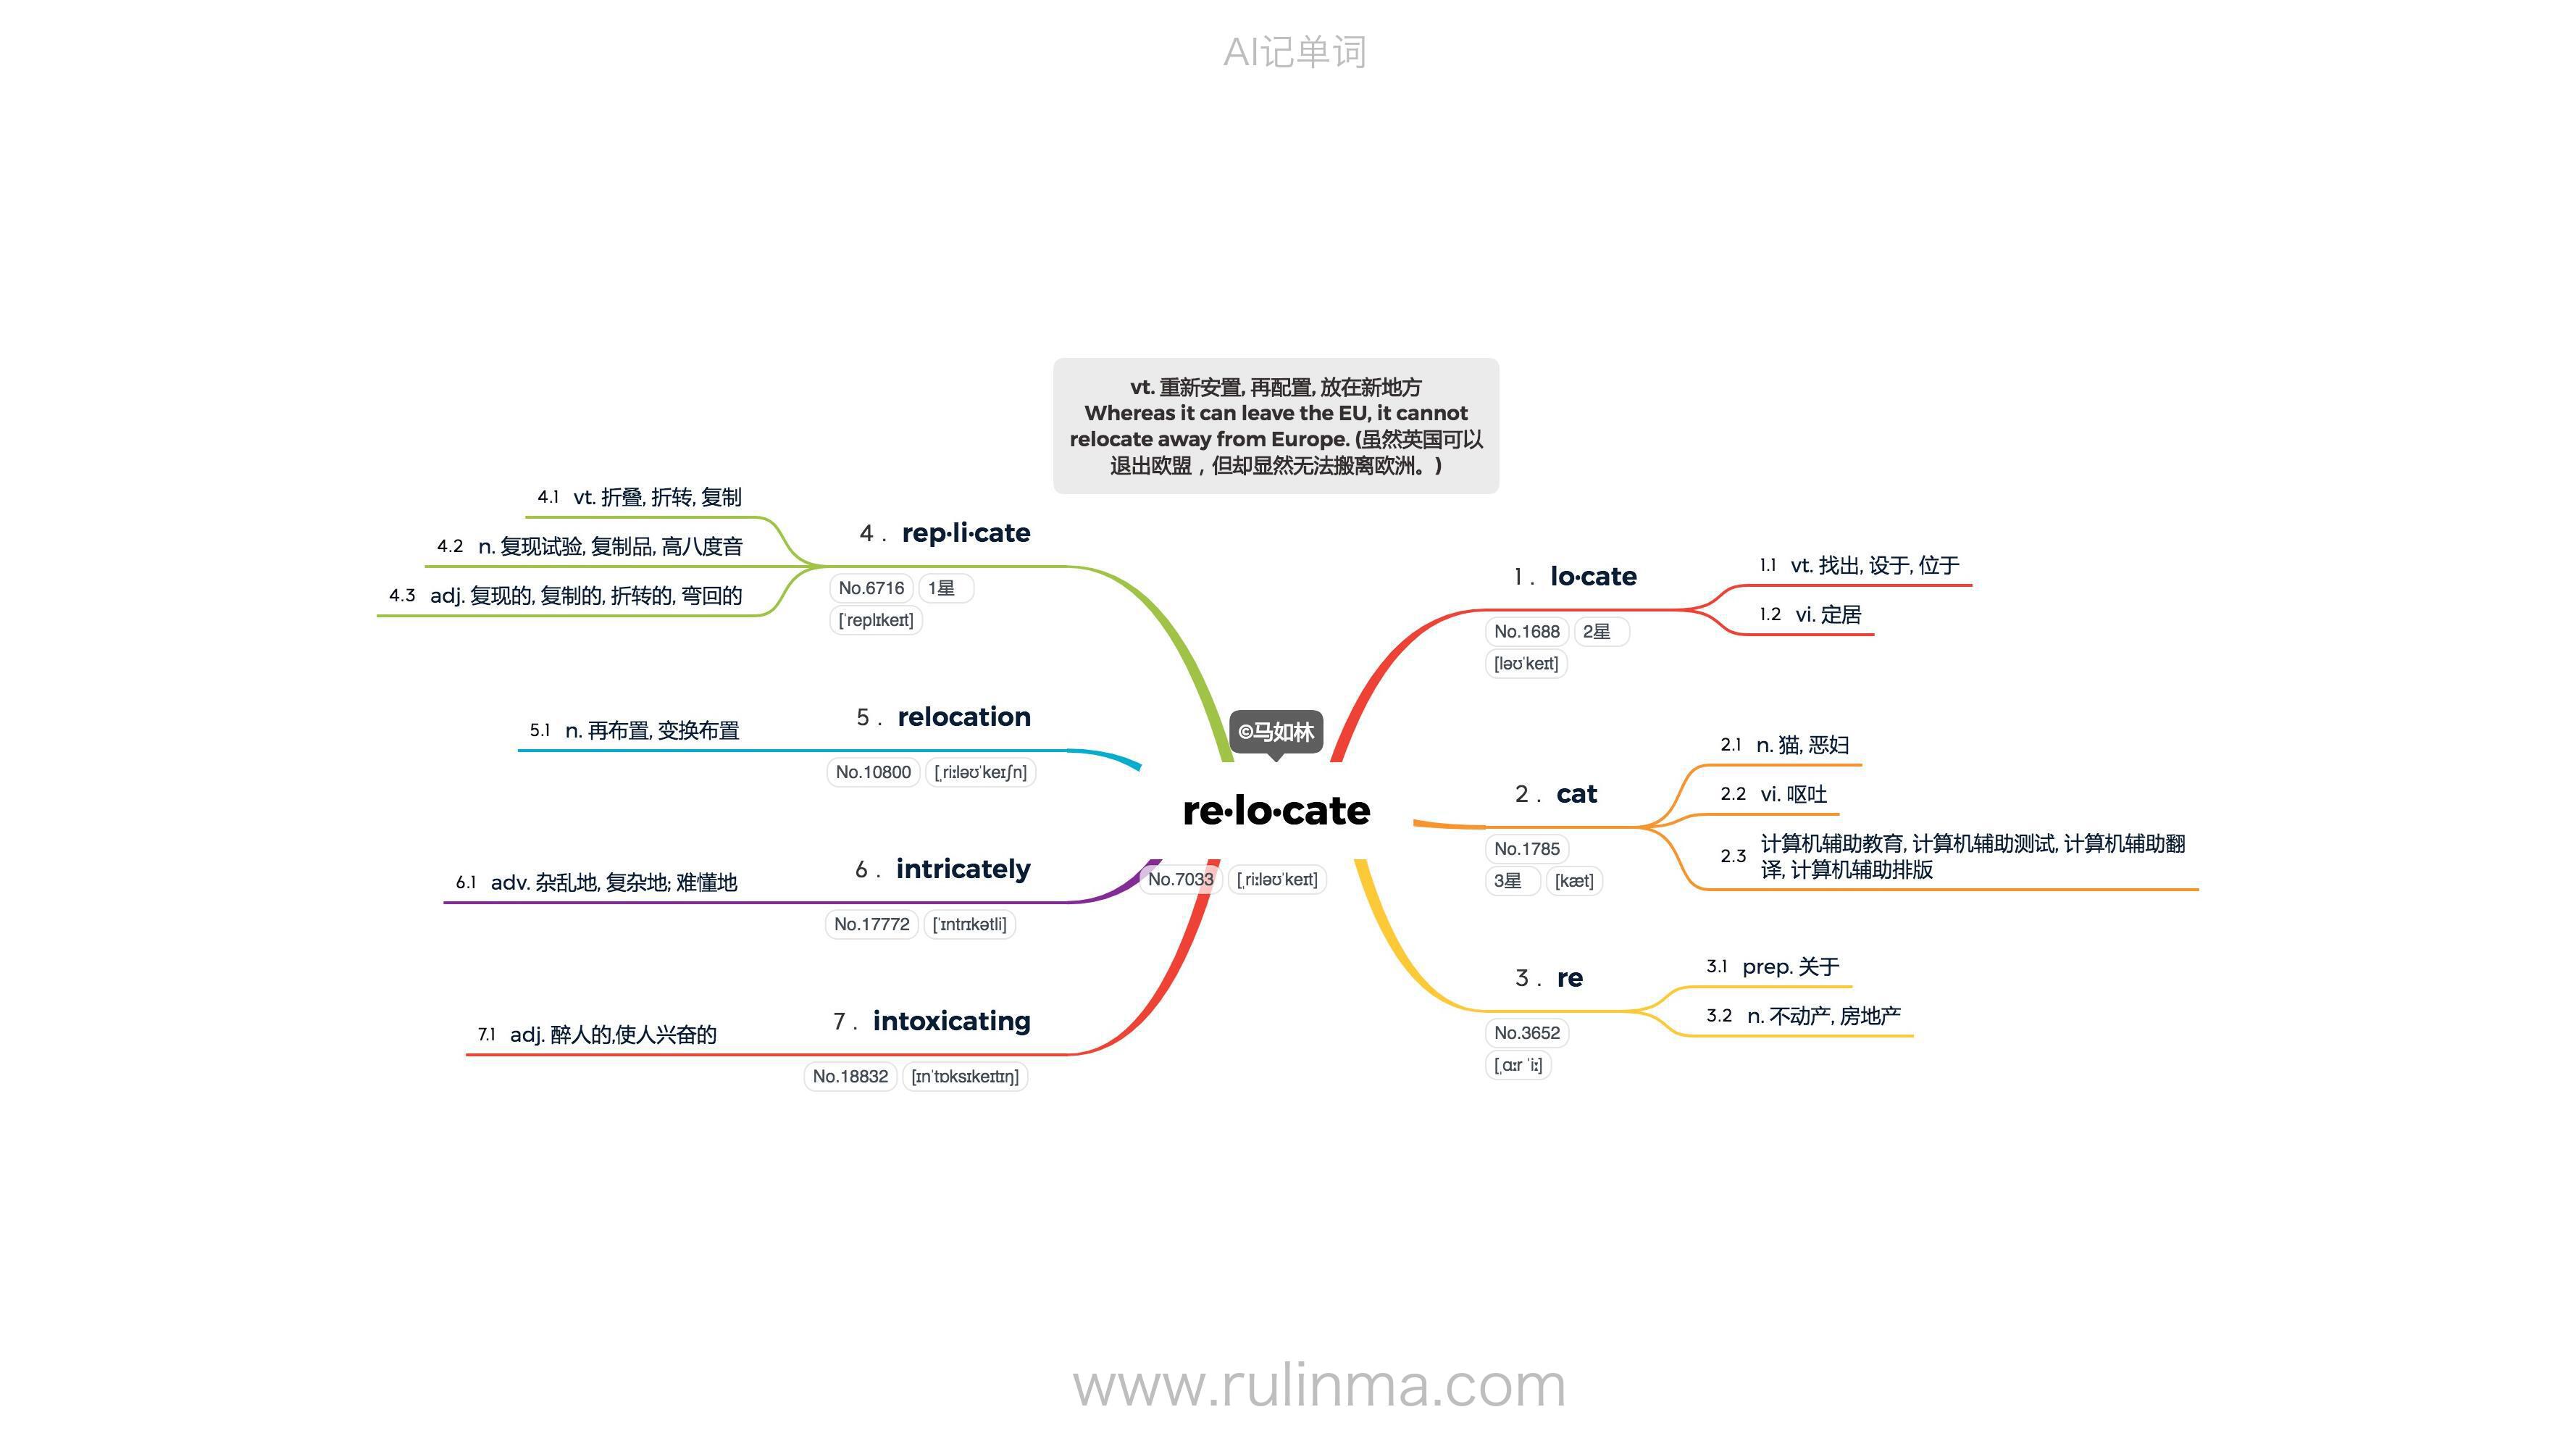 AI记单词
vt. 重新安置, 再配置, 放在新地方
Whereas it can leave the EU, it cannot
relocate away from Europe. (虽然英国可以
退出欧盟，但却显然无法搬离欧洲。)
©马如林
re·lo·cate
No.7033 [ˌriːləʊˈkeɪt]
1. lo·cate
No.1688 2星
[ləʊˈkeɪt]
1.1 vt. 找出, 设于, 位于
1.2 vi. 定居
2. cat
No.1785
3星 [kæt]
2.1 n. 猫, 恶妇
2.2 vi. 呕吐
2.3 计算机辅助教育, 计算机辅助测试, 计算机辅助翻
译, 计算机辅助排版
3. re
No.3652
[ˌɑːr ˈiː]
3.1 prep. 关于
3.2 n. 不动产, 房地产
4. rep·li·cate
No.6716 1星
[ˈreplɪkeɪt]
4.1 vt. 折叠, 折转, 复制
4.2 n. 复现试验, 复制品, 高八度音
4.3 adj. 复现的, 复制的, 折转的, 弯回的
5. relocation
No.10800 [ˌriːləʊˈkeɪʃn]
5.1 n. 再布置, 变换布置
6. intricately
No.17772 [ˈɪntrɪkətli]
6.1 adv. 杂乱地, 复杂地; 难懂地
7. intoxicating
No.18832 [ɪnˈtɒksɪkeɪtɪŋ]
7.1 adj. 醉人的,使人兴奋的
www.rulinma.com